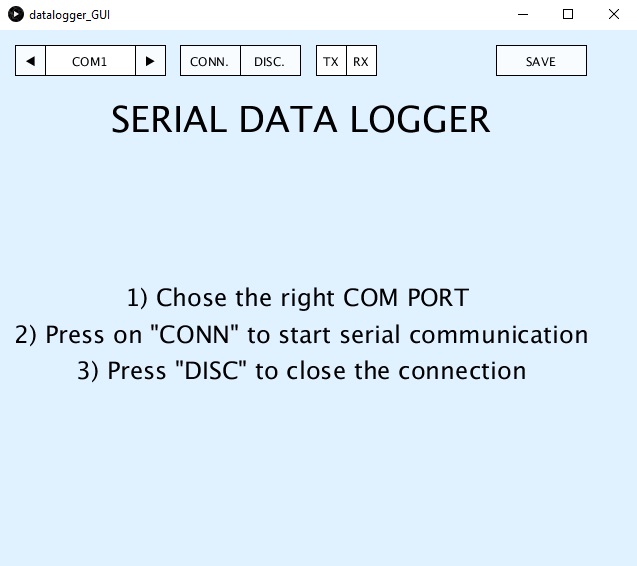 datalogger_GUI
◀ COM1 ▶ CONN. DISC. TX RX SAVE
SERIAL DATA LOGGER
1) Chose the right COM PORT
2) Press on "CONN" to start serial communication
3) Press "DISC" to close the connection